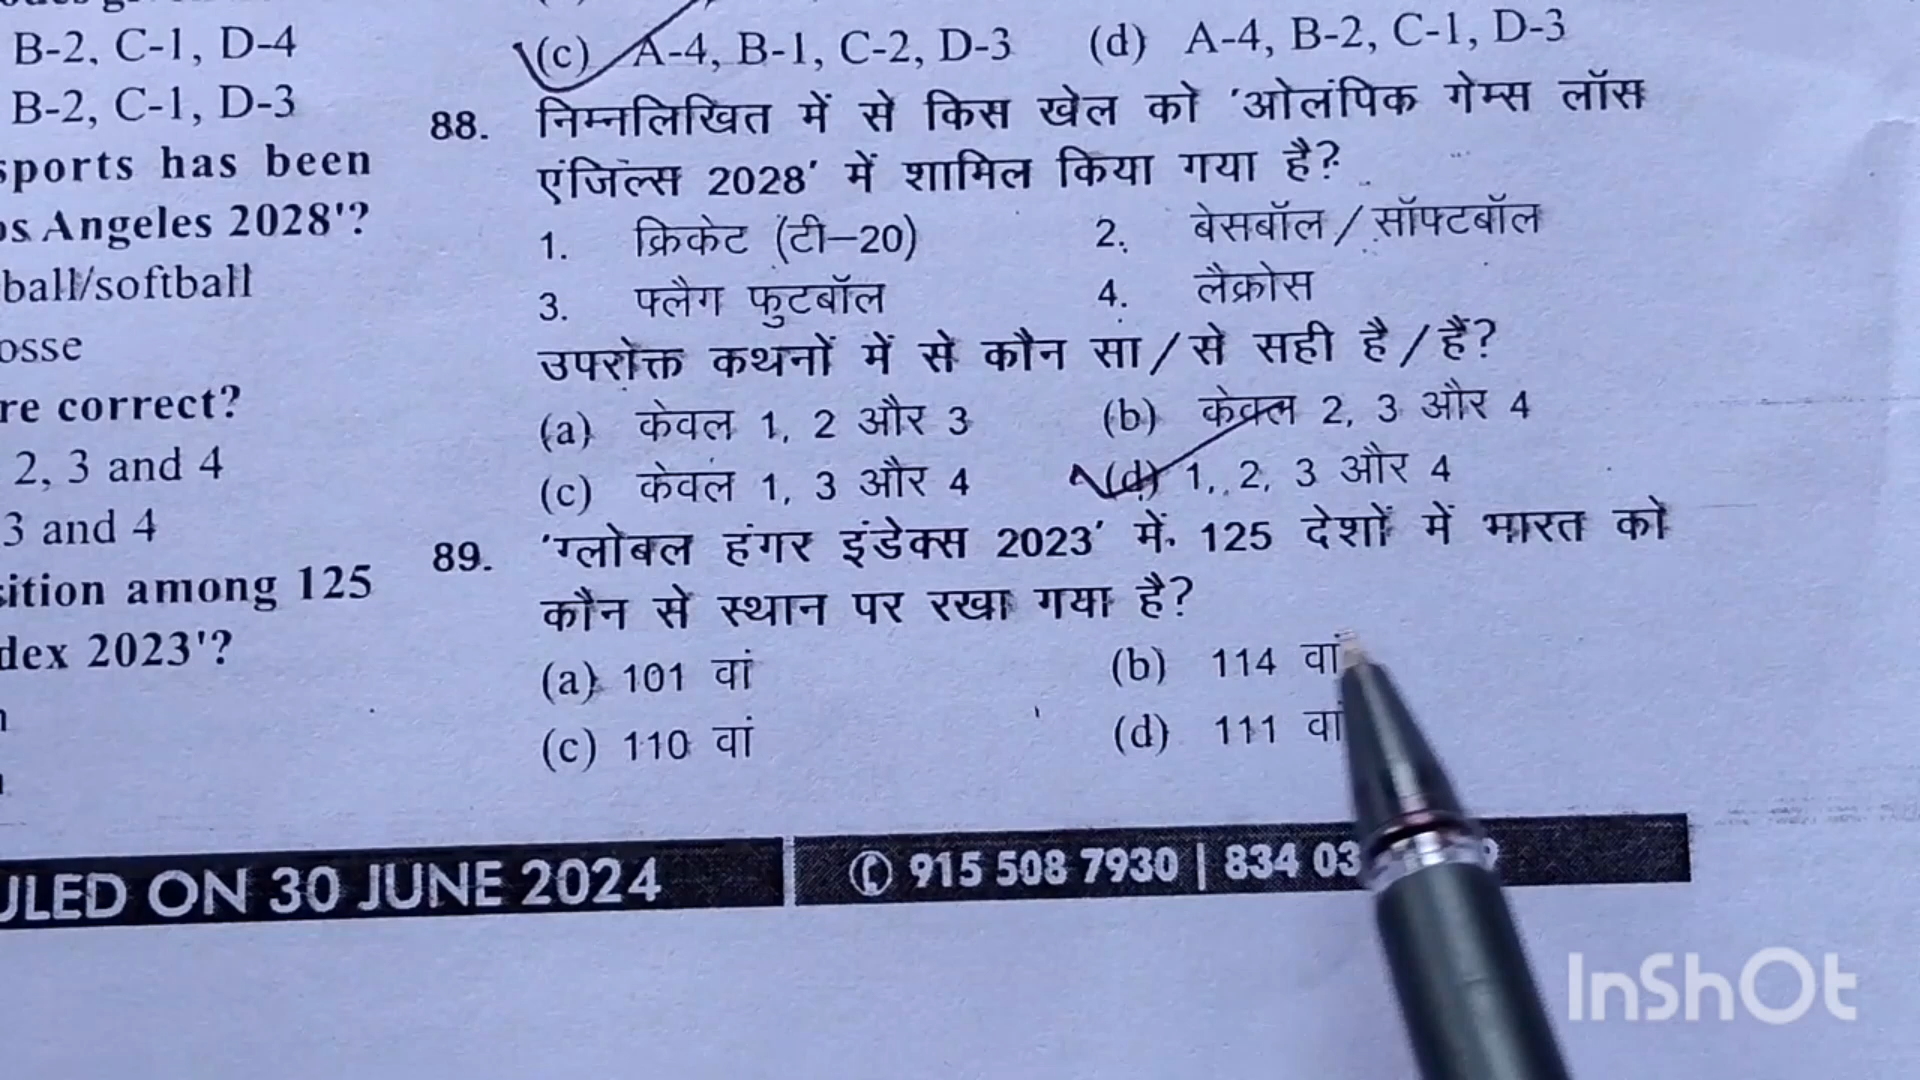 B-2, C-1, D-4
B-2, C-1, D-3
sports has been
os Angeles 2028'?
ball/softball
osse
re correct?
2, 3 and 4
3 and 4
sition among 125
dex 2023'?
(c) A-4, B-1, C-2, D-3 (d) A-4, B-2, C-1, D-3
88. निम्नलिखित में से किस खेल को 'ओलंपिक गेम्स लॉस
एंजिल्स 2028' में शामिल किया गया है?
1. क्रिकेट (टी–20) 2. बेसबॉल / सॉफ्टबॉल
3. फ्लैग फुटबॉल 4. लैक्रोस
उपरोक्त कथनों में से कौन सा / से सही है / हैं?
(a) केवल 1, 2 और 3 (b) केवल 2, 3 और 4
(c) केवल 1, 3 और 4 (d) 1, 2, 3 और 4
89. 'ग्लोबल हंगर इंडेक्स 2023' में 125 देशों में भारत को
कौन से स्थान पर रखा गया है?
(a) 101 वां (b) 114 वां
(c) 110 वां (d) 111 वां
ULED ON 30 JUNE 2024 915 508 7930 | 834 03
InShOt